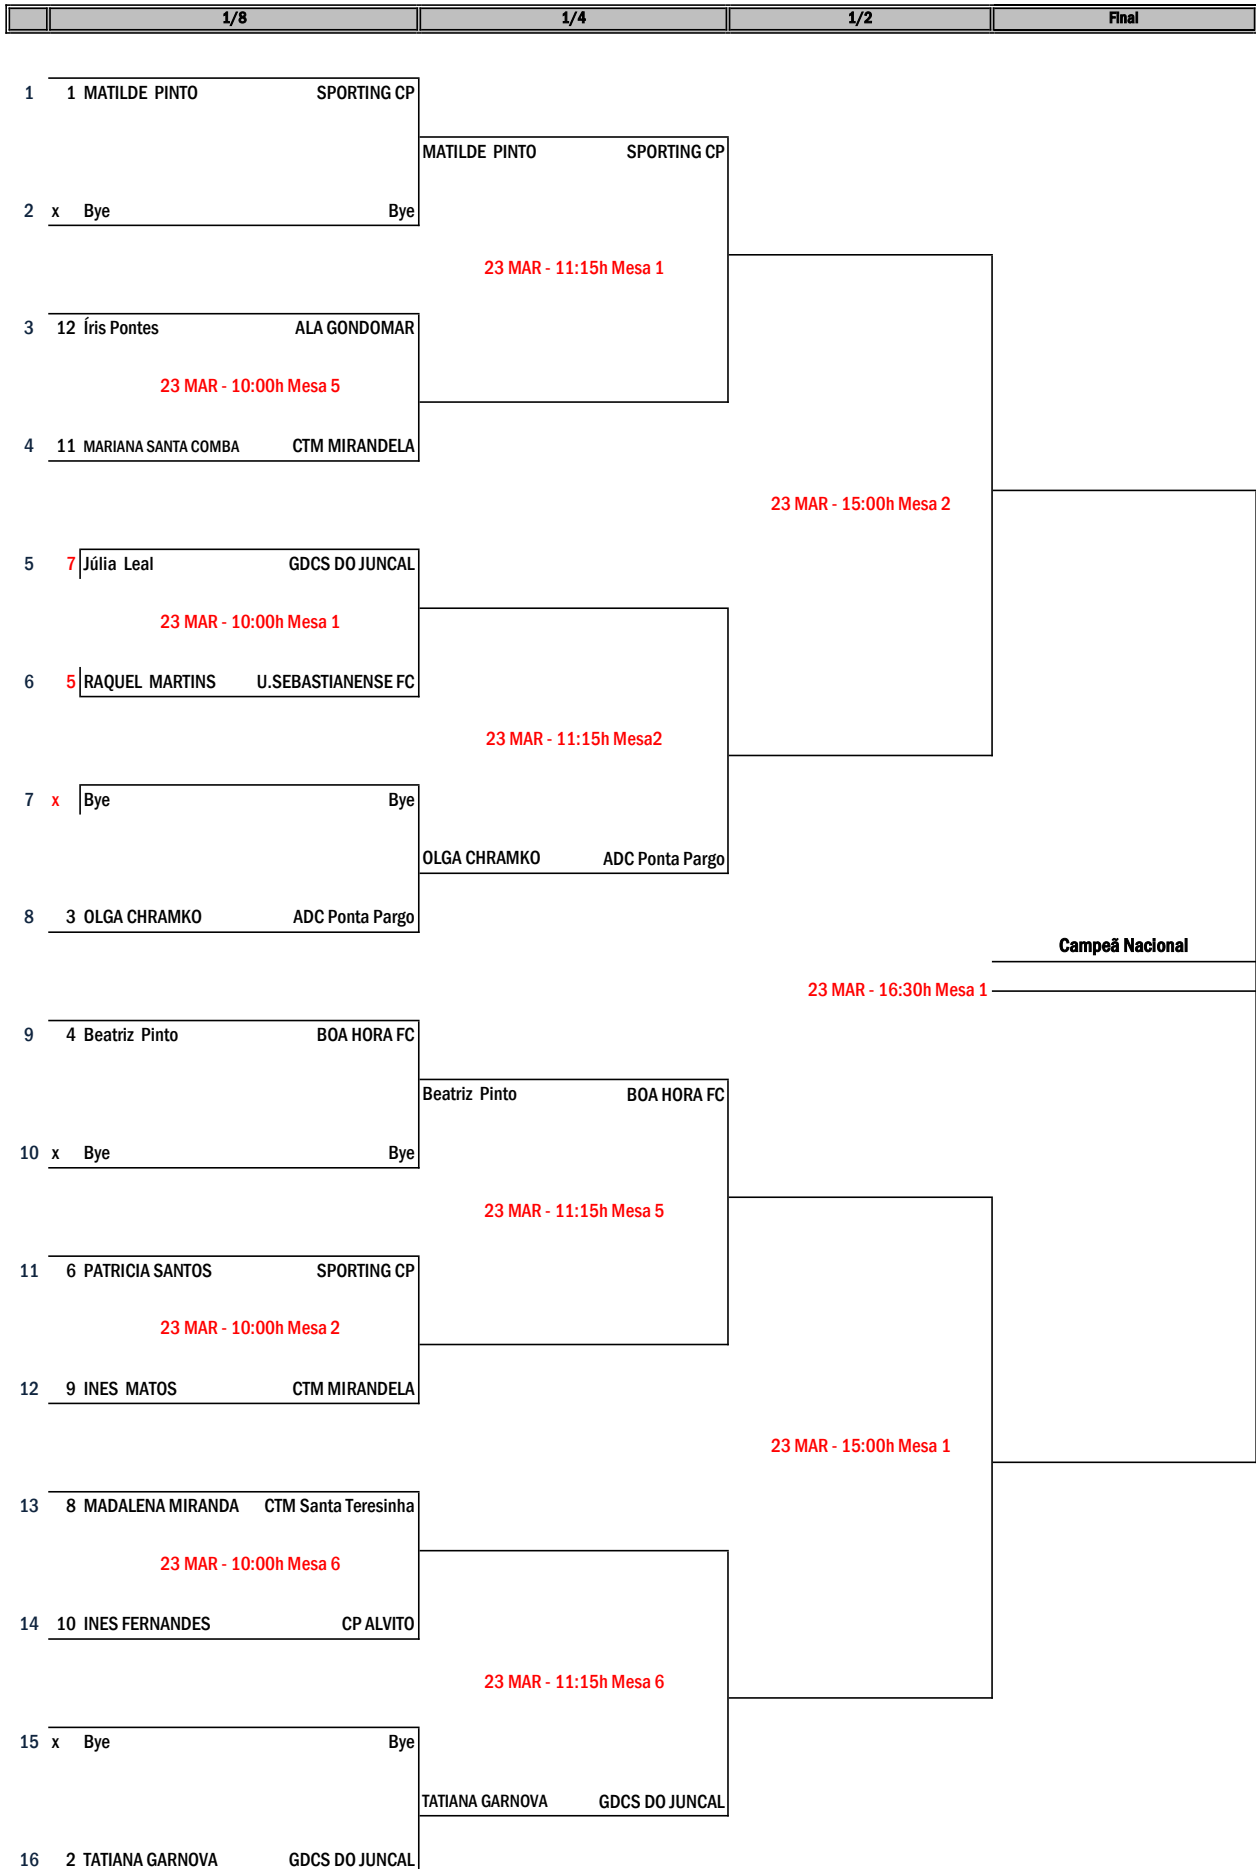 1/8 1/4 1/2 Final
1 1 MATILDE PINTO SPORTING CP
MATILDE PINTO SPORTING CP
2 x Bye Bye
23 MAR - 11:15h Mesa 1
3 12 Íris Pontes ALA GONDOMAR
23 MAR - 10:00h Mesa 5
4 11 MARIANA SANTA COMBA CTM MIRANDELA
23 MAR - 15:00h Mesa 2
5 7 Júlia Leal GDCS DO JUNCAL
23 MAR - 10:00h Mesa 1
6 5 RAQUEL MARTINS U.SEBASTIANENSE FC
23 MAR - 11:15h Mesa2
7 x Bye Bye
OLGA CHRAMKO ADC Ponta Pargo
8 3 OLGA CHRAMKO ADC Ponta Pargo
Campeã Nacional
23 MAR - 16:30h Mesa 1
9 4 Beatriz Pinto BOA HORA FC
Beatriz Pinto BOA HORA FC
10 x Bye Bye
23 MAR - 11:15h Mesa 5
11 6 PATRICIA SANTOS SPORTING CP
23 MAR - 10:00h Mesa 2
12 9 INES MATOS CTM MIRANDELA
23 MAR - 15:00h Mesa 1
13 8 MADALENA MIRANDA CTM Santa Teresinha
23 MAR - 10:00h Mesa 6
14 10 INES FERNANDES CP ALVITO
23 MAR - 11:15h Mesa 6
15 x Bye Bye
TATIANA GARNOVA GDCS DO JUNCAL
16 2 TATIANA GARNOVA GDCS DO JUNCAL